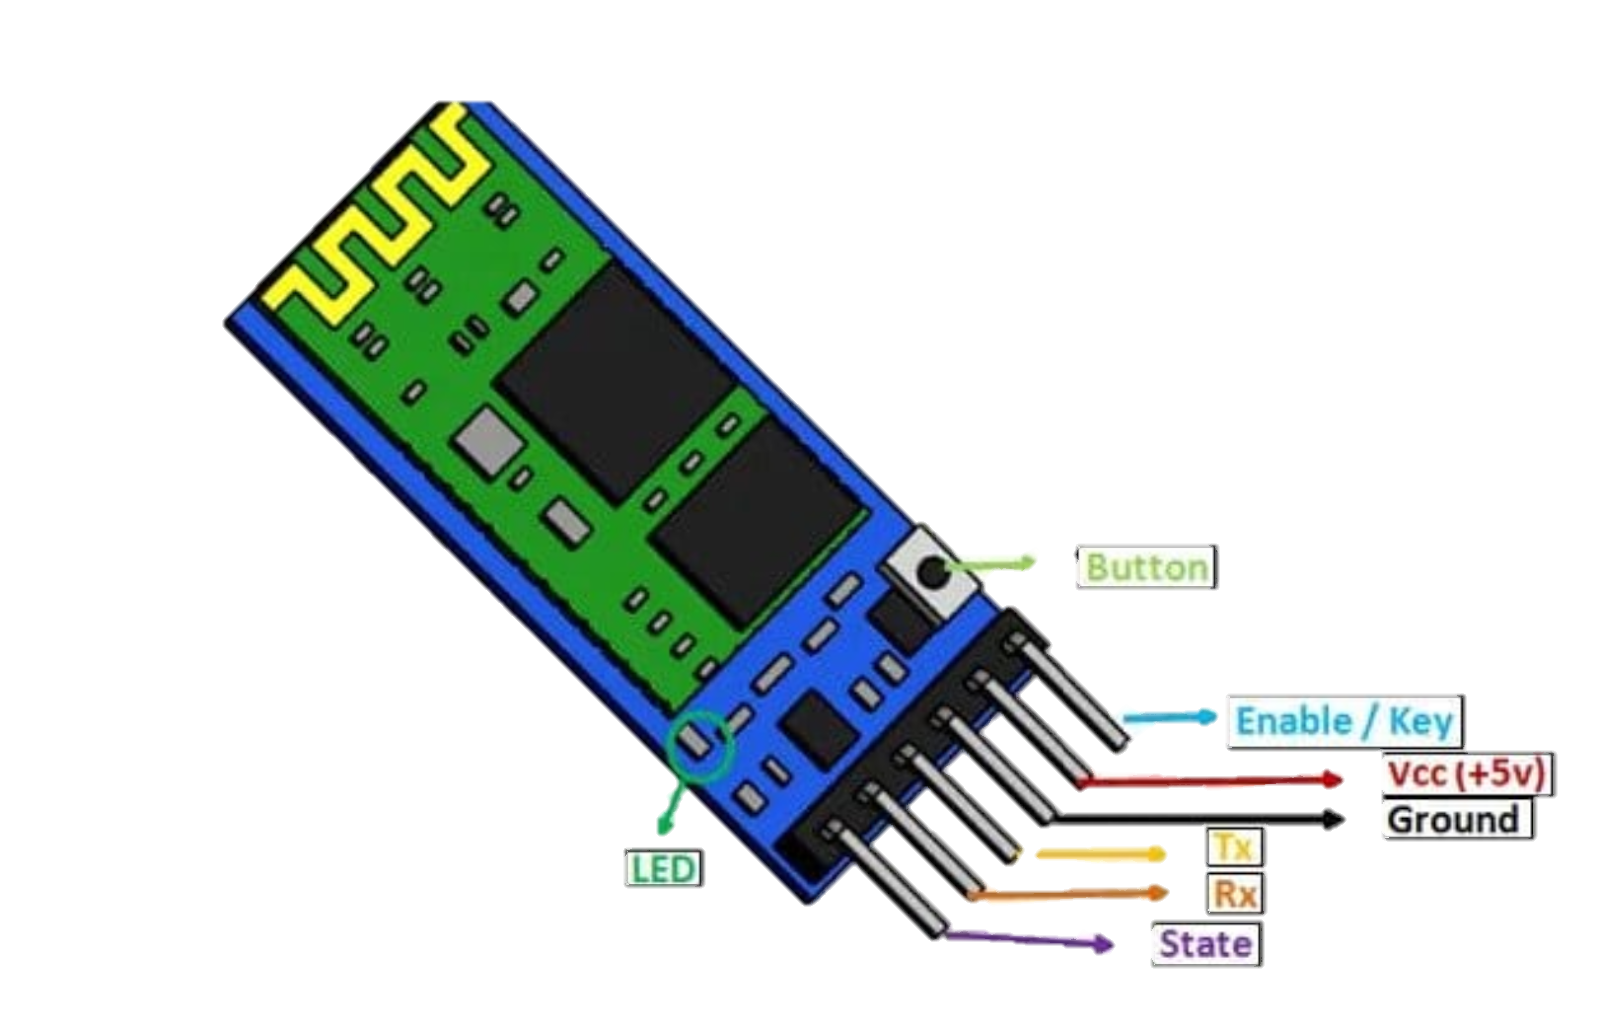 Button
Enable / Key
Vcc (+5v)
Ground
Tx
LED
Rx
State